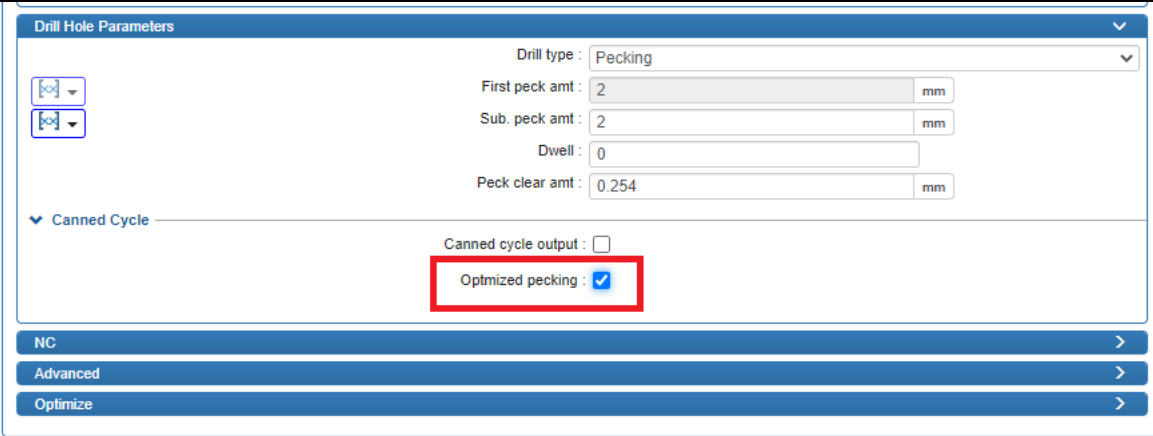 Drill Hole Parameters
Drill type : Pecking
First peck amt : 2 mm
Sub. peck amt : 2 mm
Dwell : 0
Peck clear amt : 0.254 mm
Canned Cycle
Canned cycle output :
Optmized pecking :
NC
Advanced
Optimize